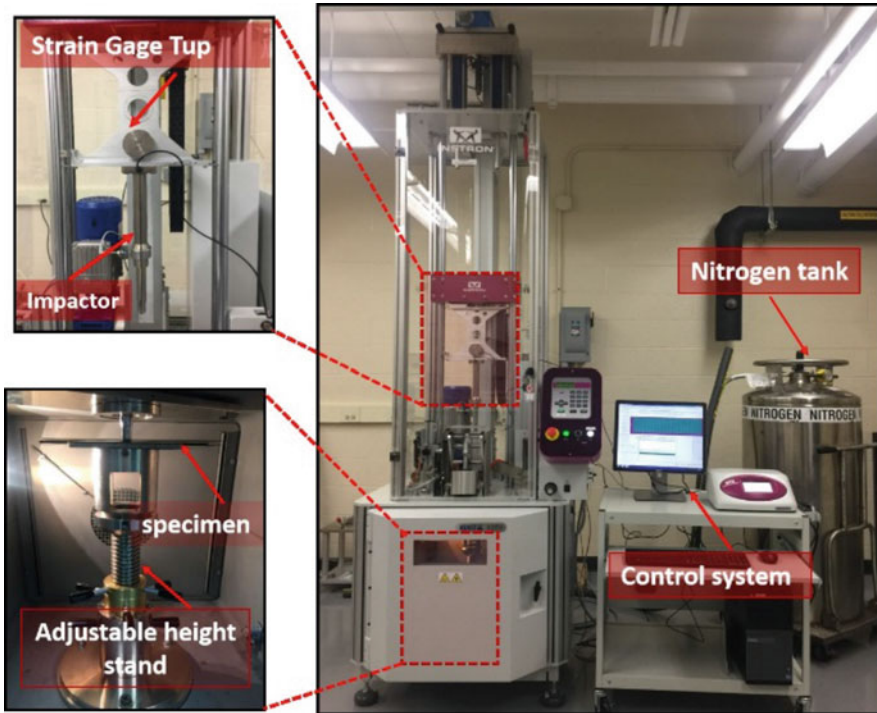 Strain Gage Tup
Impactor
specimen
Adjustable height
stand
INSTRON
Nitrogen tank
NITROGEN NITROGEN
Control system